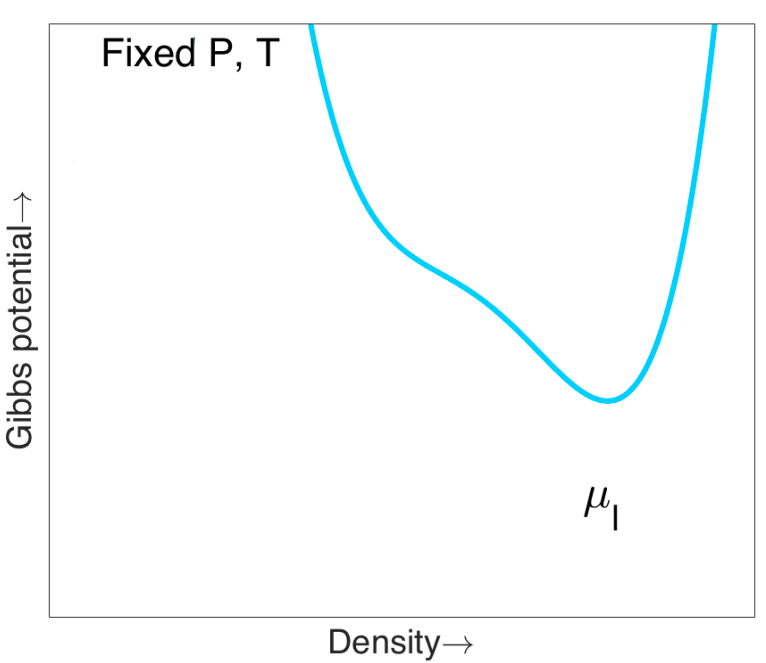 Fixed P, T
Gibbs potential→
μl
Density→